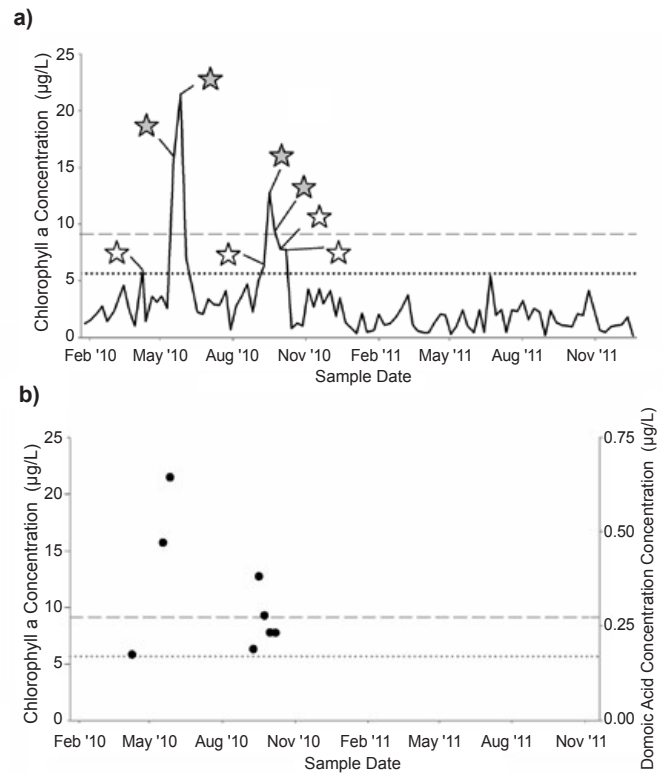 a)
Chlorophyll a Concentration (µg/L)
25
20
15
10
5
0
Feb '10 May '10 Aug '10 Nov '10 Feb '11 May '11 Aug '11 Nov '11
Sample Date
b)
Chlorophyll a Concentration (µg/L)
25
20
15
10
5
0
0.75
0.50
0.25
0.00
Domoic Acid Concentration Concentration (µg/L)
Feb '10 May '10 Aug '10 Nov '10 Feb '11 May '11 Aug '11 Nov '11
Sample Date